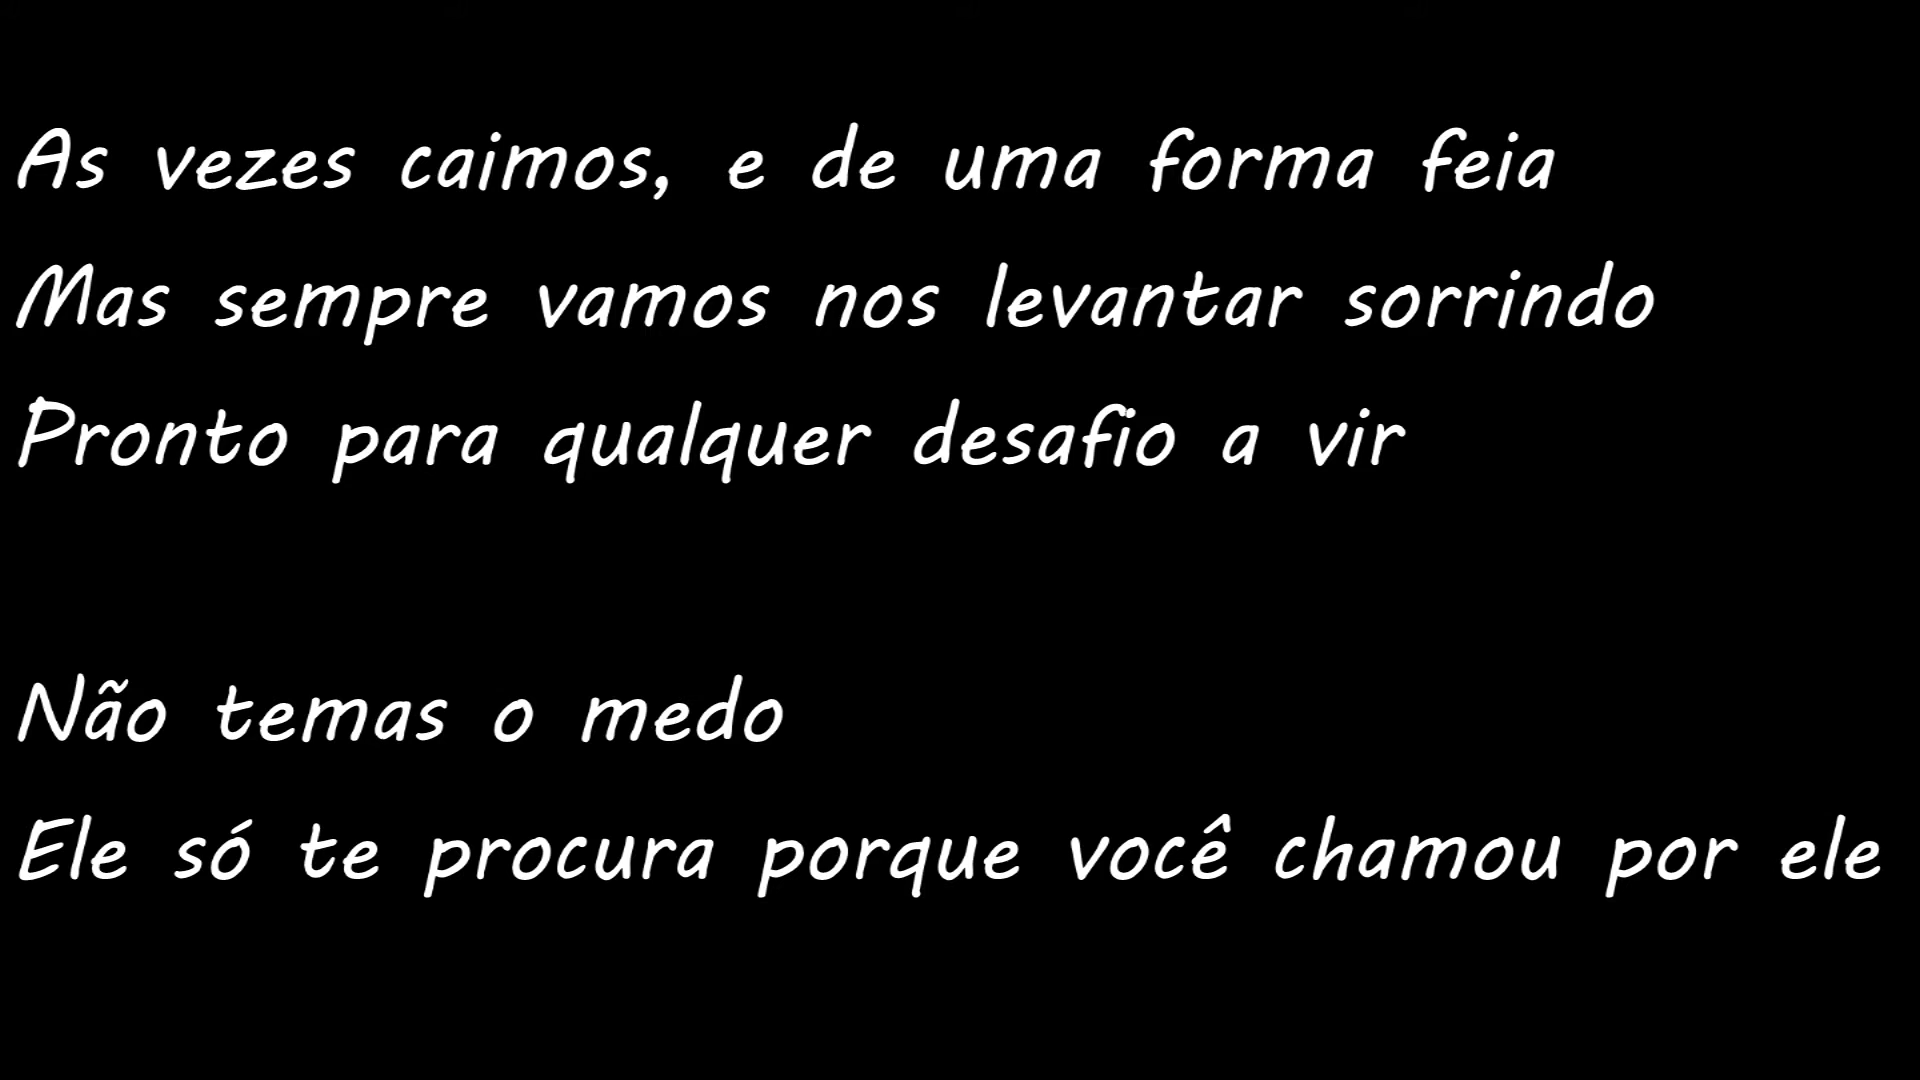 As vezes caimos, e de uma forma feia
Mas sempre vamos nos levantar sorrindo
Pronto para qualquer desafio a vir
Não temas o medo
Ele só te procura porque você chamou por ele